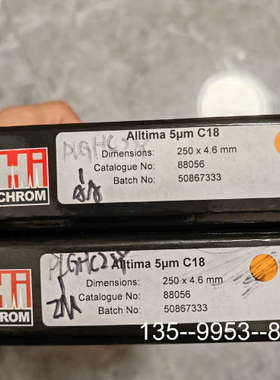 Alltima 5µm C18
Hi
CHROM
PLGHC238
Dimensions: 250 x 4.6 mm
Catalogue No: 88056
Batch No: 50867333
Alltima 5µm C18
Hi
CHROM
Dimensions: 250 x 4.6 mm
Catalogue No: 88056
Batch No: 50867333
135--9953--8